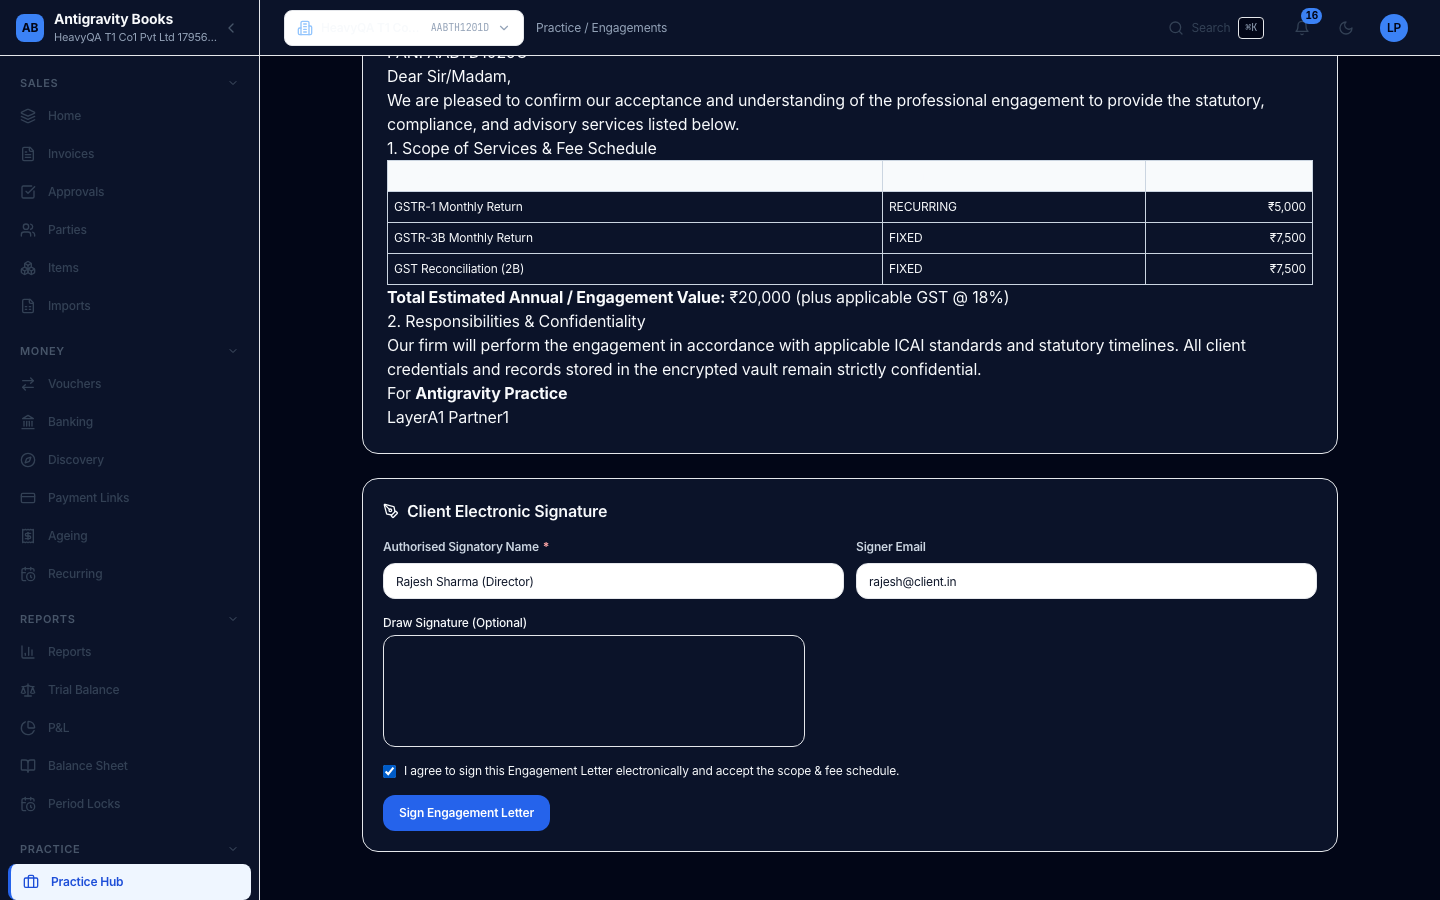 AB
Antigravity Books
HeavyQA T1 Co1 Pvt Ltd 17956...
AABTH1201D
Practice / Engagements
Search
⌘K
16
LP
SALES
Home
Invoices
Approvals
Parties
Items
Imports
MONEY
Vouchers
Banking
Discovery
Payment Links
Ageing
Recurring
REPORTS
Reports
Trial Balance
P&L
Balance Sheet
Period Locks
PRACTICE
Practice Hub
Dear Sir/Madam,
We are pleased to confirm our acceptance and understanding of the professional engagement to provide the statutory,
compliance, and advisory services listed below.
1. Scope of Services & Fee Schedule
GSTR-1 Monthly Return RECURRING ₹5,000
GSTR-3B Monthly Return FIXED ₹7,500
GST Reconciliation (2B) FIXED ₹7,500
Total Estimated Annual / Engagement Value: ₹20,000 (plus applicable GST @ 18%)
2. Responsibilities & Confidentiality
Our firm will perform the engagement in accordance with applicable ICAI standards and statutory timelines. All client
credentials and records stored in the encrypted vault remain strictly confidential.
For Antigravity Practice
LayerA1 Partner1
Client Electronic Signature
Authorised Signatory Name *
Signer Email
Rajesh Sharma (Director)
rajesh@client.in
Draw Signature (Optional)
I agree to sign this Engagement Letter electronically and accept the scope & fee schedule.
Sign Engagement Letter